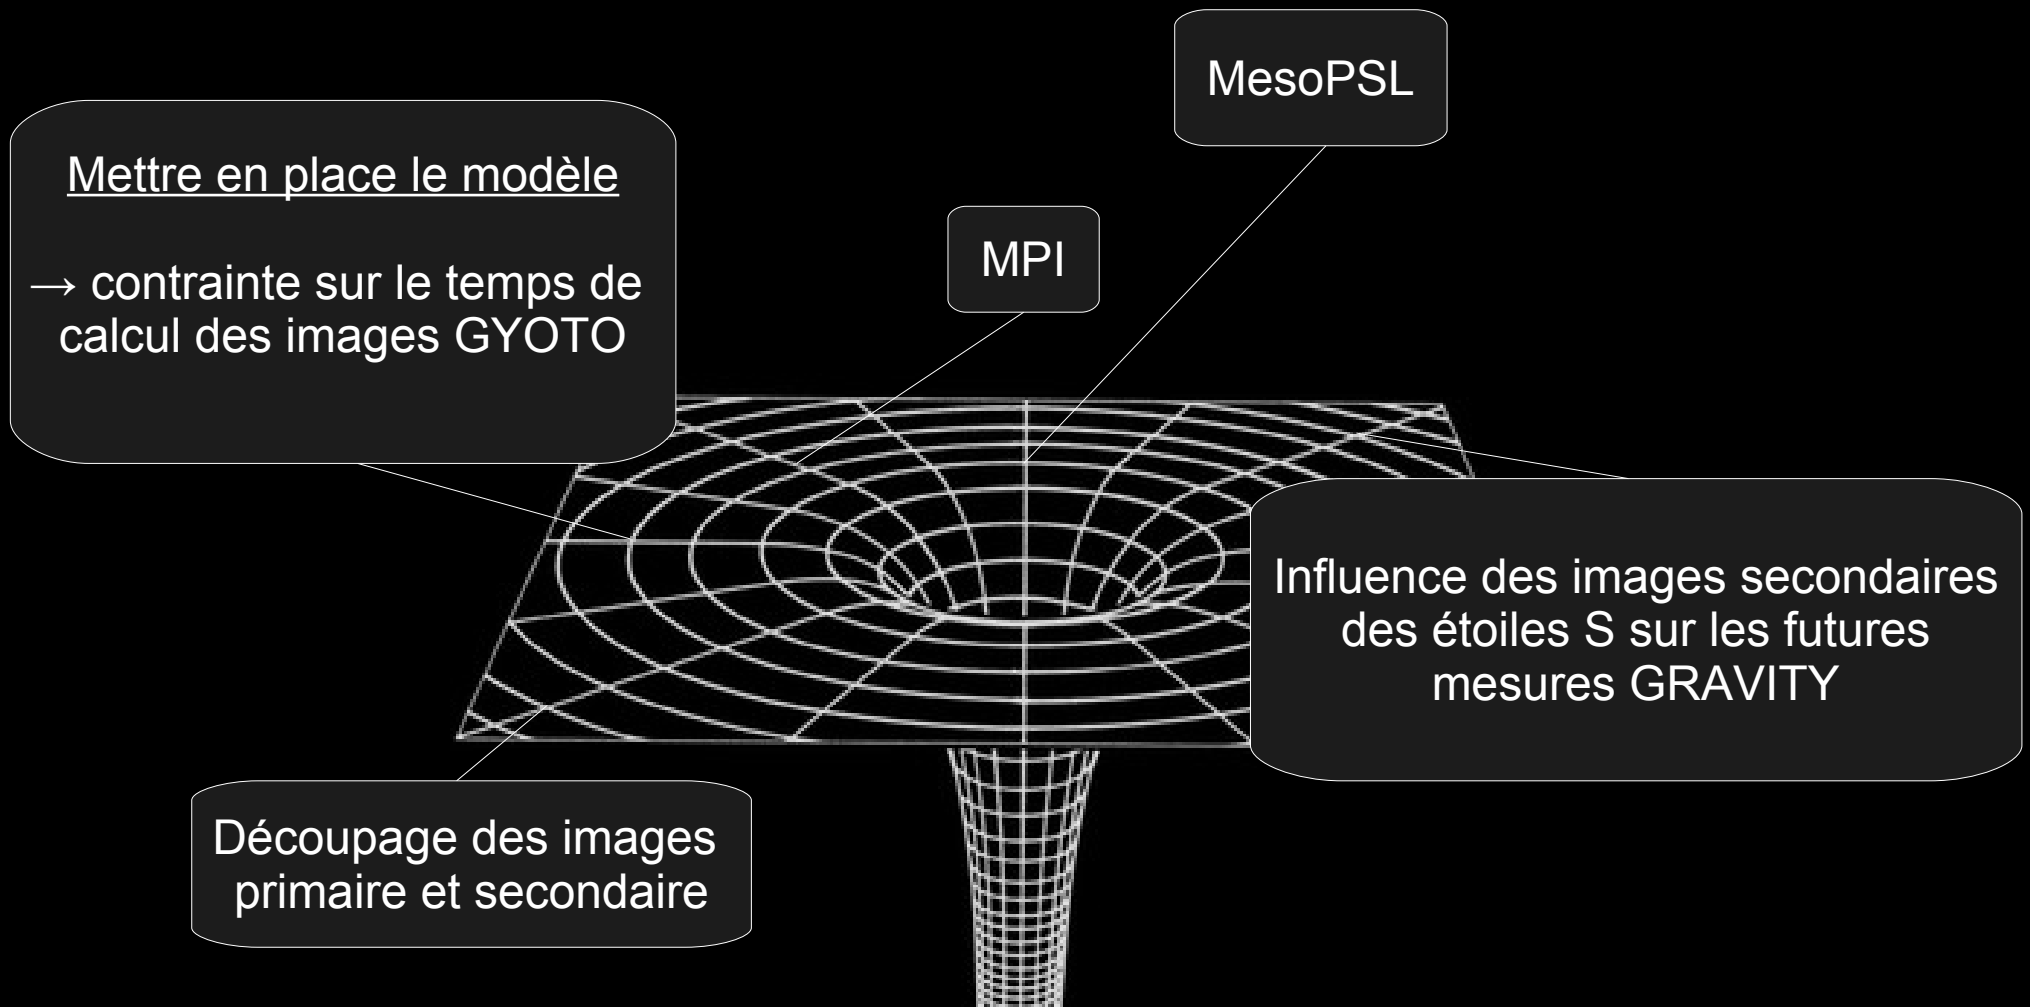 MesoPSL
Mettre en place le modèle
→ contrainte sur le temps de
calcul des images GYOTO
MPI
Influence des images secondaires
des étoiles S sur les futures
mesures GRAVITY
Découpage des images
primaire et secondaire